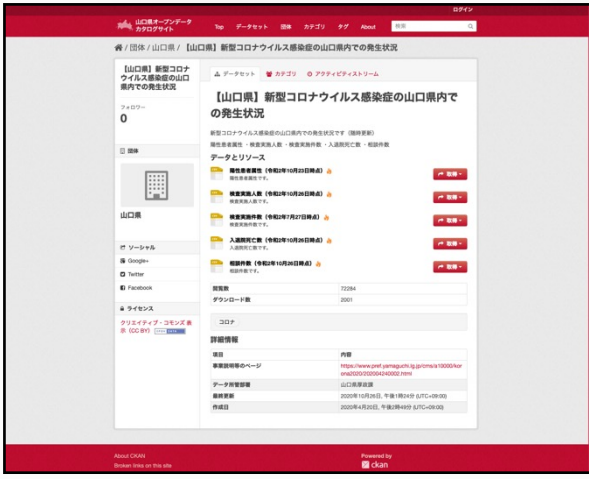 ログイン
山口県オープンデータ
カタログサイト
Top データセット 団体 カテゴリ タグ About 検索
/ 団体 / 山口県 / 【山口県】新型コロナウイルス感染症の山口県内での発生状況
【山口県】新型コロナ
ウイルス感染症の山口
県内での発生状況
フォロワー
0
団体
山口県
ソーシャル
Google+
Twitter
Facebook
ライセンス
クリエイティブ・コモンズ 表
示 (CC BY)
データセット カテゴリ アクティビティストリーム
【山口県】新型コロナウイルス感染症の山口県内で
の発生状況
新型コロナウイルス感染症の山口県内での発生状況です（随時更新）
陽性患者属性・検査実施人数・検査実施件数・入退院死亡数・相談件数
データとリソース
陽性患者属性（令和2年10月23日時点）
陽性患者属性です。
取得
検査実施人数（令和2年10月26日時点）
検査実施人数です。
取得
検査実施件数（令和2年7月27日時点）
検査実施件数です。
取得
入退院死亡数（令和2年10月26日時点）
入退院死亡数です。
取得
相談件数（令和2年10月26日時点）
相談件数です。
取得
閲覧数 72294
ダウンロード数 2001
コロナ
詳細情報
項目 内容
事業説明等のページ https://www.pref.yamaguchi.lg.jp/cms/a10000/kor
ona2020/202004240002.html
データ所管部署 山口県厚政課
最終更新 2020年10月26日, 午後1時24分 (UTC+09:00)
作成日 2020年4月20日, 午後2時49分 (UTC+09:00)
About CKAN
Broken links on this site
Powered by
ckan